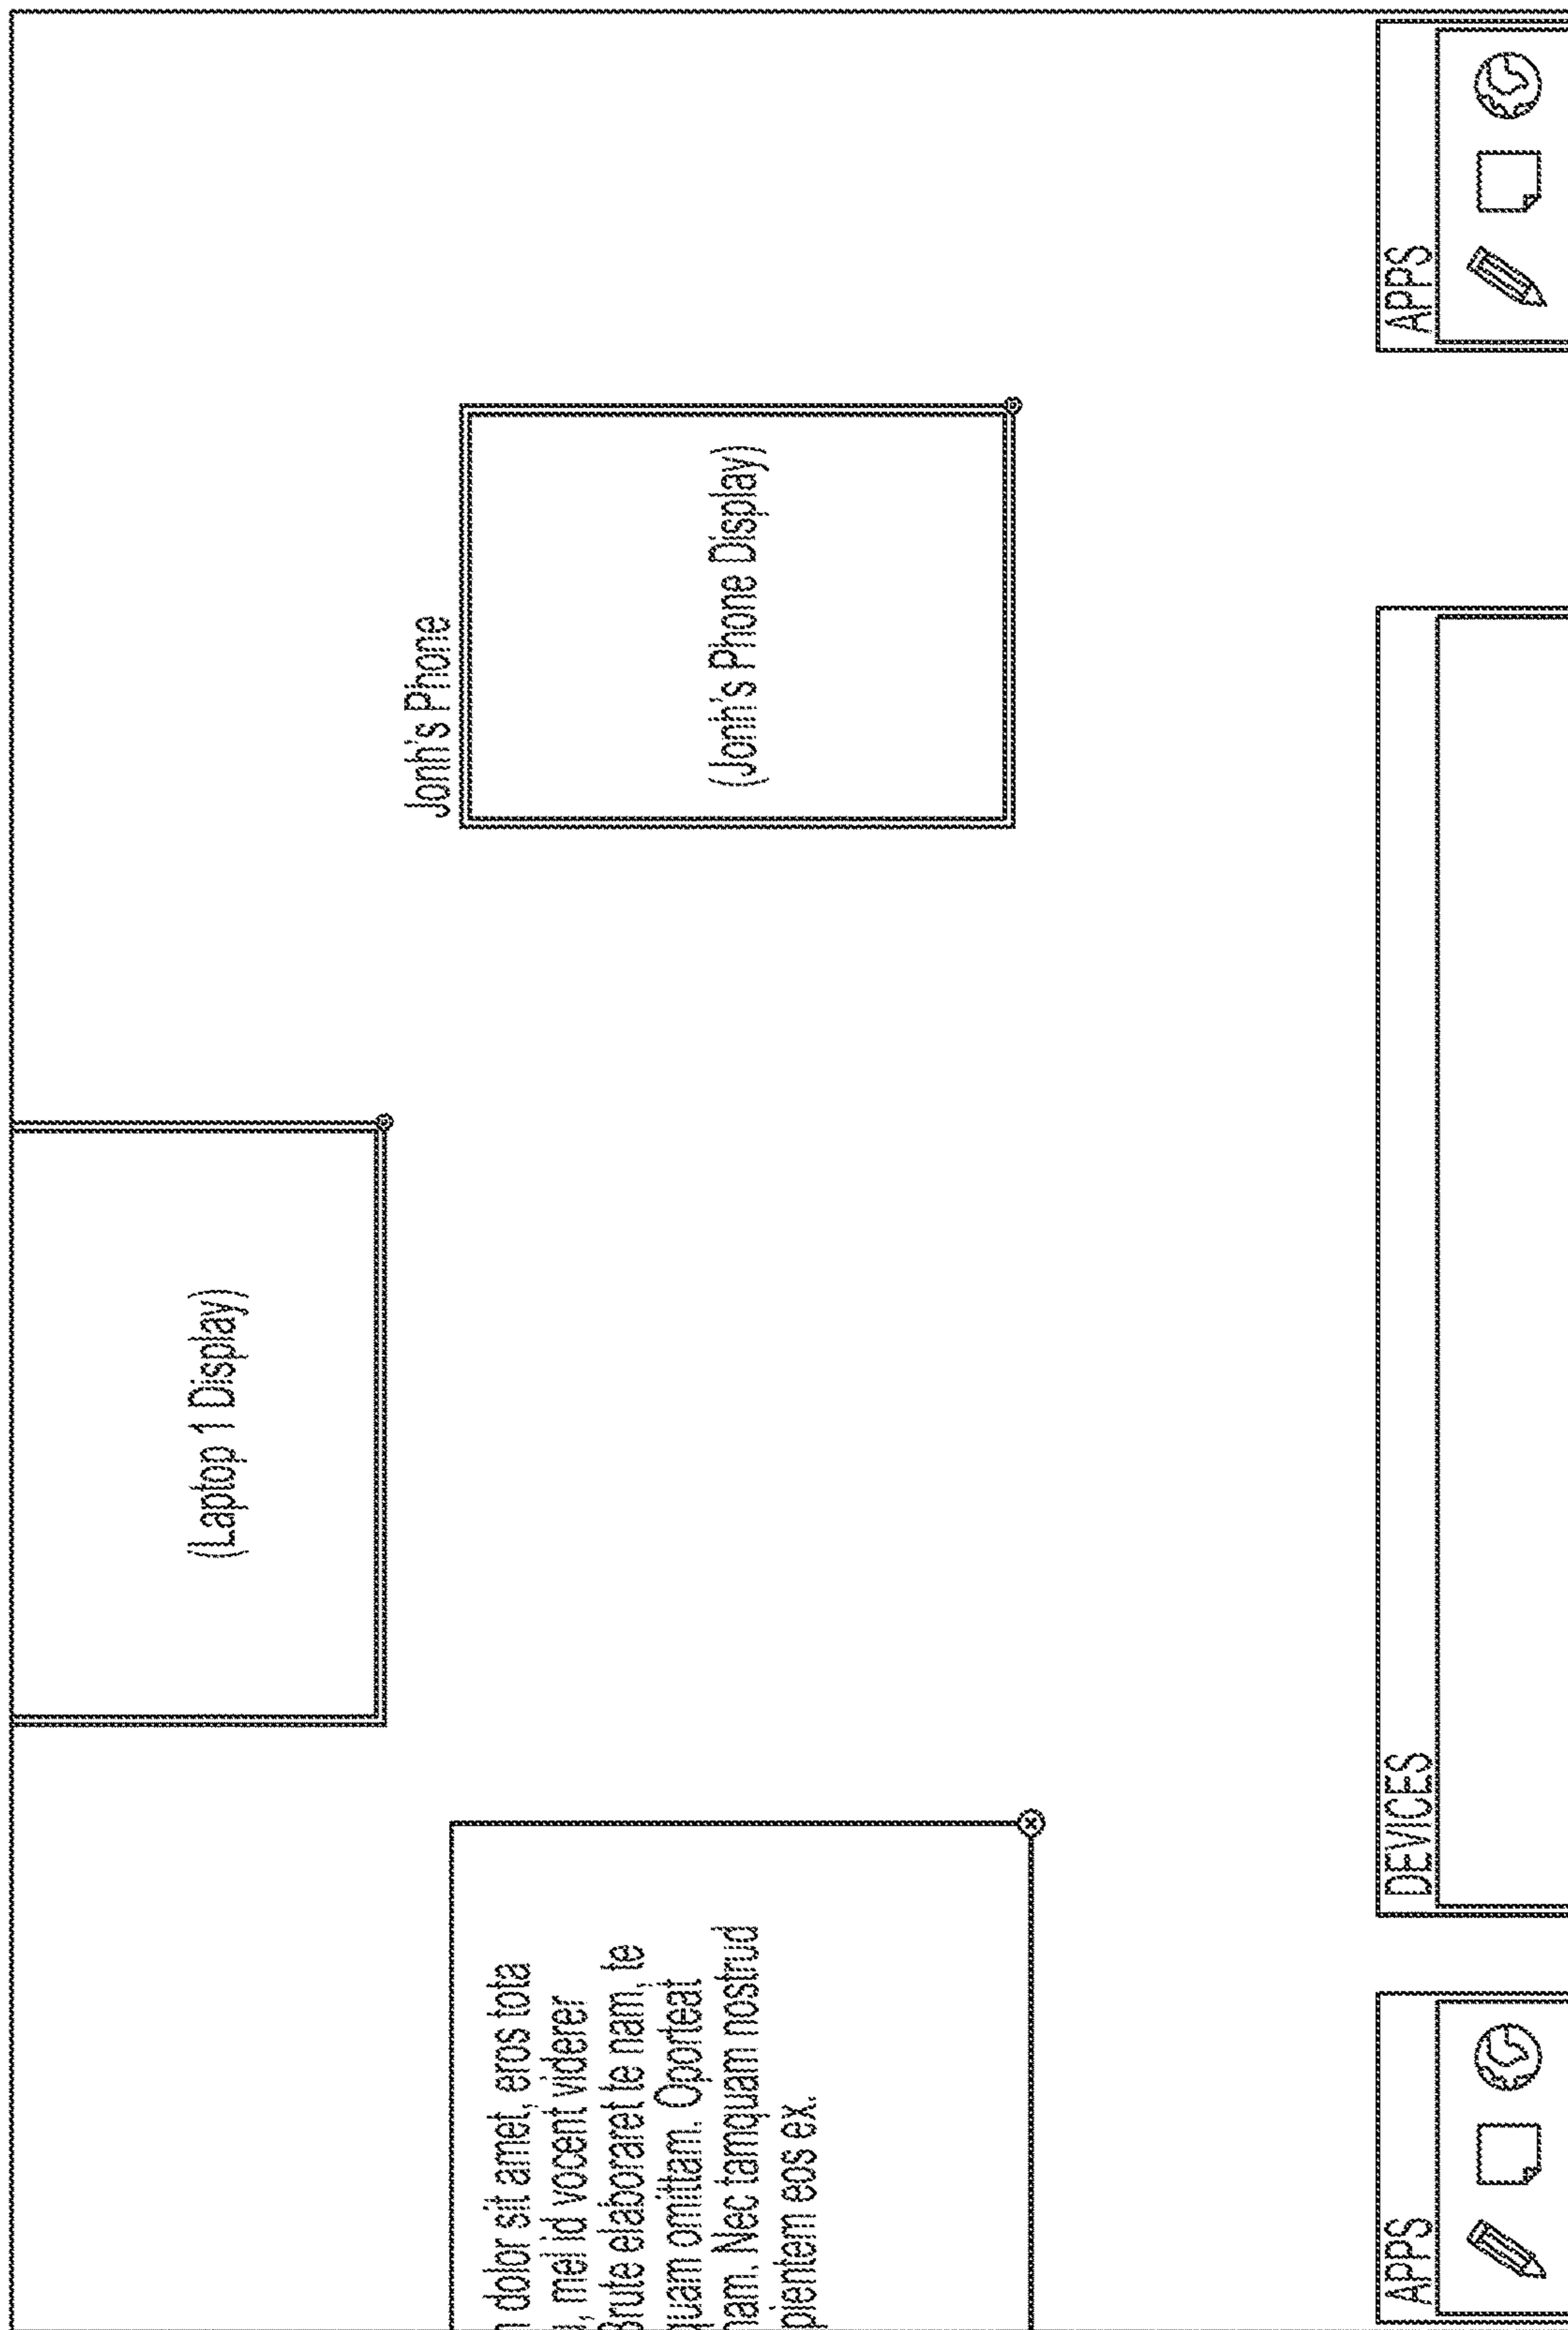 (Laptop 1 Display)
dolor sit amet, eros tota
mei id vocent viderer
Brute elaboraret te nam, te
omittam. Oporteat
Nec tamquam nostrud
eos ex.
Jonh's Phone
(Jonh's Phone Display)
APPS
DEVICES
APPS